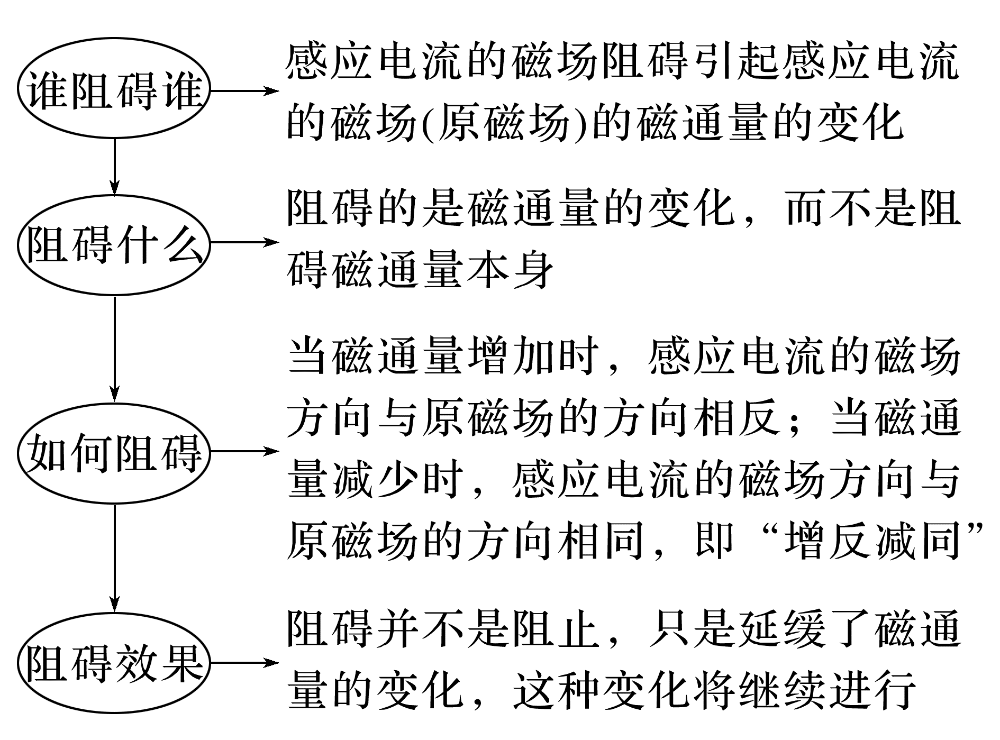 谁阻碍谁
感应电流的磁场阻碍引起感应电流
的磁场(原磁场)的磁通量的变化
阻碍什么
阻碍的是磁通量的变化，而不是阻
碍磁通量本身
如何阻碍
当磁通量增加时，感应电流的磁场
方向与原磁场的方向相反；当磁通
量减少时，感应电流的磁场方向与
原磁场的方向相同，即“增反减同”
阻碍效果
阻碍并不是阻止，只是延缓了磁通
量的变化，这种变化将继续进行